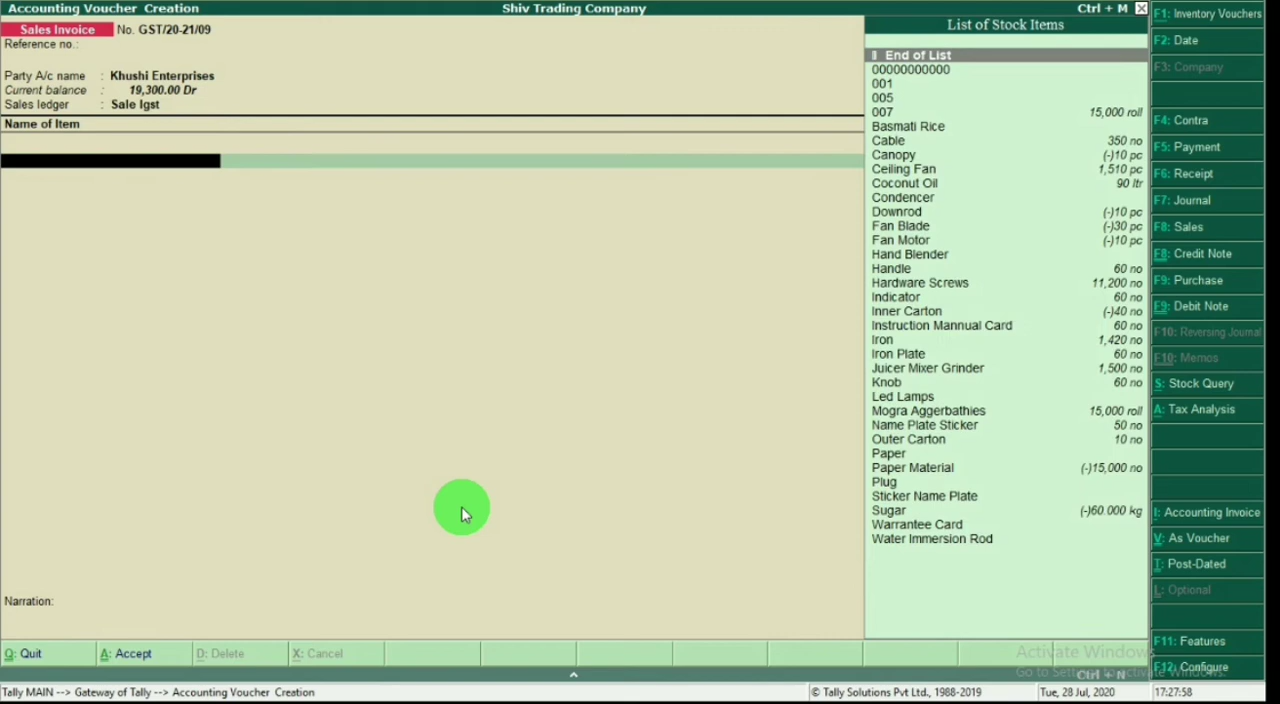 Accounting Voucher Creation
Shiv Trading Company
Ctrl + M
Sales Invoice No. GST/20-21/09
Reference no.:
Party A/c name : Khushi Enterprises
Current balance : 19,300.00 Dr
Sales ledger : Sale Igst
Name of Item
Narration:
List of Stock Items
End of List
00000000000
001
005
007 15,000 roll
Basmati Rice
Cable 350 no
Canopy (-)10 pc
Ceiling Fan 1,510 pc
Coconut Oil 90 ltr
Condencer
Downrod (-)10 pc
Fan Blade (-)30 pc
Fan Motor (-)10 pc
Hand Blender
Handle 60 no
Hardware Screws 11,200 no
Indicator 60 no
Inner Carton (-)40 no
Instruction Mannual Card 60 no
Iron 1,420 no
Iron Plate 60 no
Juicer Mixer Grinder 1,500 no
Knob 60 no
Led Lamps
Mogra Aggerbathies 15,000 roll
Name Plate Sticker 50 no
Outer Carton 10 no
Paper
Paper Material (-)15,000 no
Plug
Sticker Name Plate
Sugar (-)60.000 kg
Warrantee Card
Water Immersion Rod
F1: Inventory Vouchers
F2: Date
F3: Company
F4: Contra
F5: Payment
F6: Receipt
F7: Journal
F8: Sales
F8: Credit Note
F9: Purchase
F9: Debit Note
F10: Reversing Journal
F10: Memos
S: Stock Query
A: Tax Analysis
I: Accounting Invoice
V: As Voucher
T: Post-Dated
L: Optional
F11: Features
F12: Configure
Q: Quit
A: Accept
D: Delete
X: Cancel
Activate Windows
Go to Settings to activate Windows.
Ctrl + N
Tally MAIN --> Gateway of Tally --> Accounting Voucher Creation
© Tally Solutions Pvt Ltd., 1988-2019
Tue, 28 Jul, 2020
17:27:58